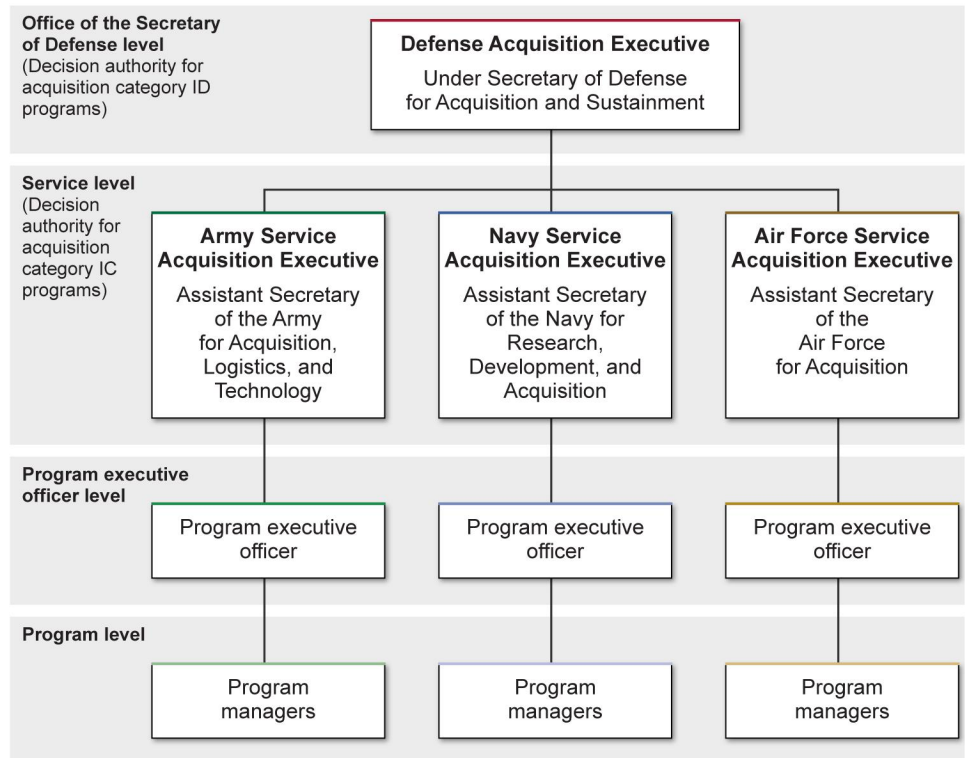 Office of the Secretary
of Defense level
(Decision authority for
acquisition category ID
programs)
Defense Acquisition Executive
Under Secretary of Defense
for Acquisition and Sustainment
Service level
(Decision
authority for
acquisition
category IC
programs)
Army Service
Acquisition Executive
Assistant Secretary
of the Army
for Acquisition,
Logistics, and
Technology
Navy Service
Acquisition Executive
Assistant Secretary
of the Navy for
Research,
Development, and
Acquisition
Air Force Service
Acquisition Executive
Assistant Secretary
of the
Air Force
for Acquisition
Program executive
officer level
Program executive
officer
Program executive
officer
Program executive
officer
Program level
Program
managers
Program
managers
Program
managers